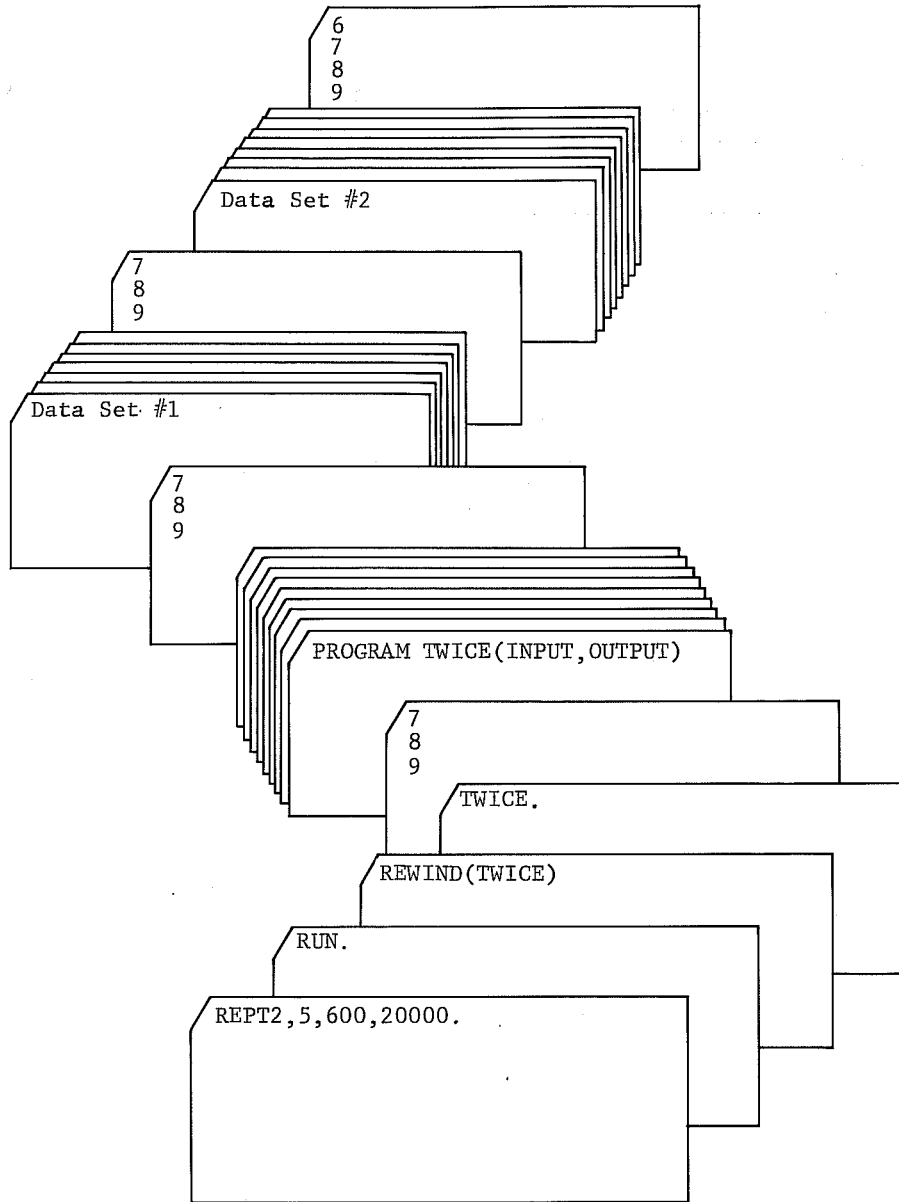 6
7
8
9
Data Set #2
7
8
9
Data Set #1
7
8
9
PROGRAM TWICE(INPUT,OUTPUT)
7
8
9
TWICE.
REWIND(TWICE)
RUN.
REPT2,5,600,20000.